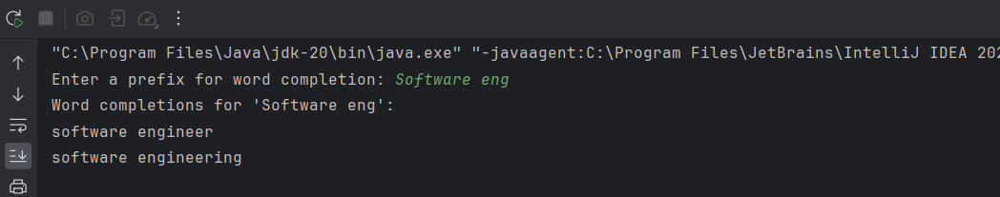 "C:\Program Files\Java\jdk-20\bin\java.exe" "-javaagent:C:\Program Files\JetBrains\IntelliJ IDEA 202
Enter a prefix for word completion: Software eng
Word completions for 'Software eng':
software engineer
software engineering